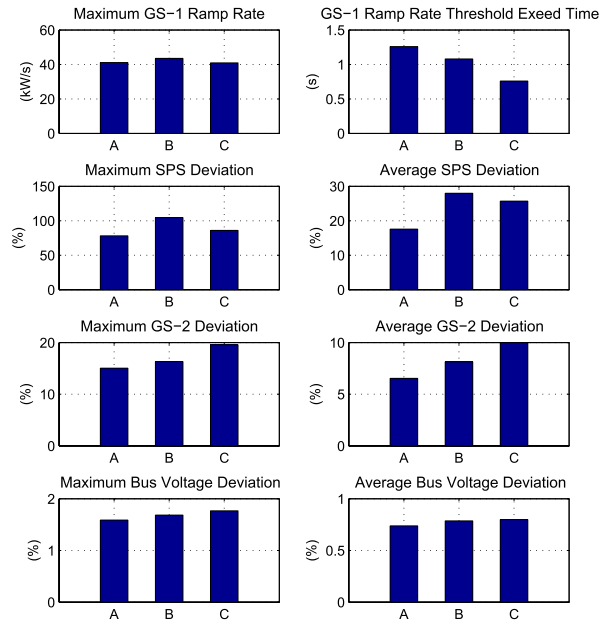 Maximum GS−1 Ramp Rate
GS−1 Ramp Rate Threshold Exeed Time
60
40
20
0
(kW/s)
A B C
1.5
1
0.5
0
(s)
A B C
Maximum SPS Deviation
Average SPS Deviation
150
100
50
0
(%)
A B C
30
20
10
0
(%)
A B C
Maximum GS−2 Deviation
Average GS−2 Deviation
20
10
0
(%)
A B C
10
5
0
(%)
A B C
Maximum Bus Voltage Deviation
Average Bus Voltage Deviation
2
1
0
(%)
A B C
1
0.5
0
(%)
A B C